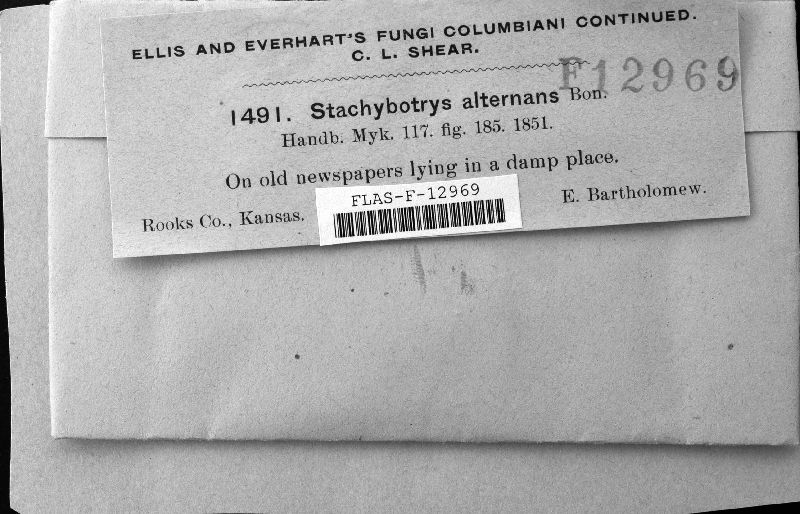 ELLIS AND EVERHART'S FUNGI COLUMBIANI CONTINUED.
C. L. SHEAR.
F12969
1491. Stachybotrys alternans Bon.
Handb. Myk. 117. fig. 185. 1851.
On old newspapers lying in a damp place.
Rooks Co., Kansas.
E. Bartholomew.
FLAS-F-12969